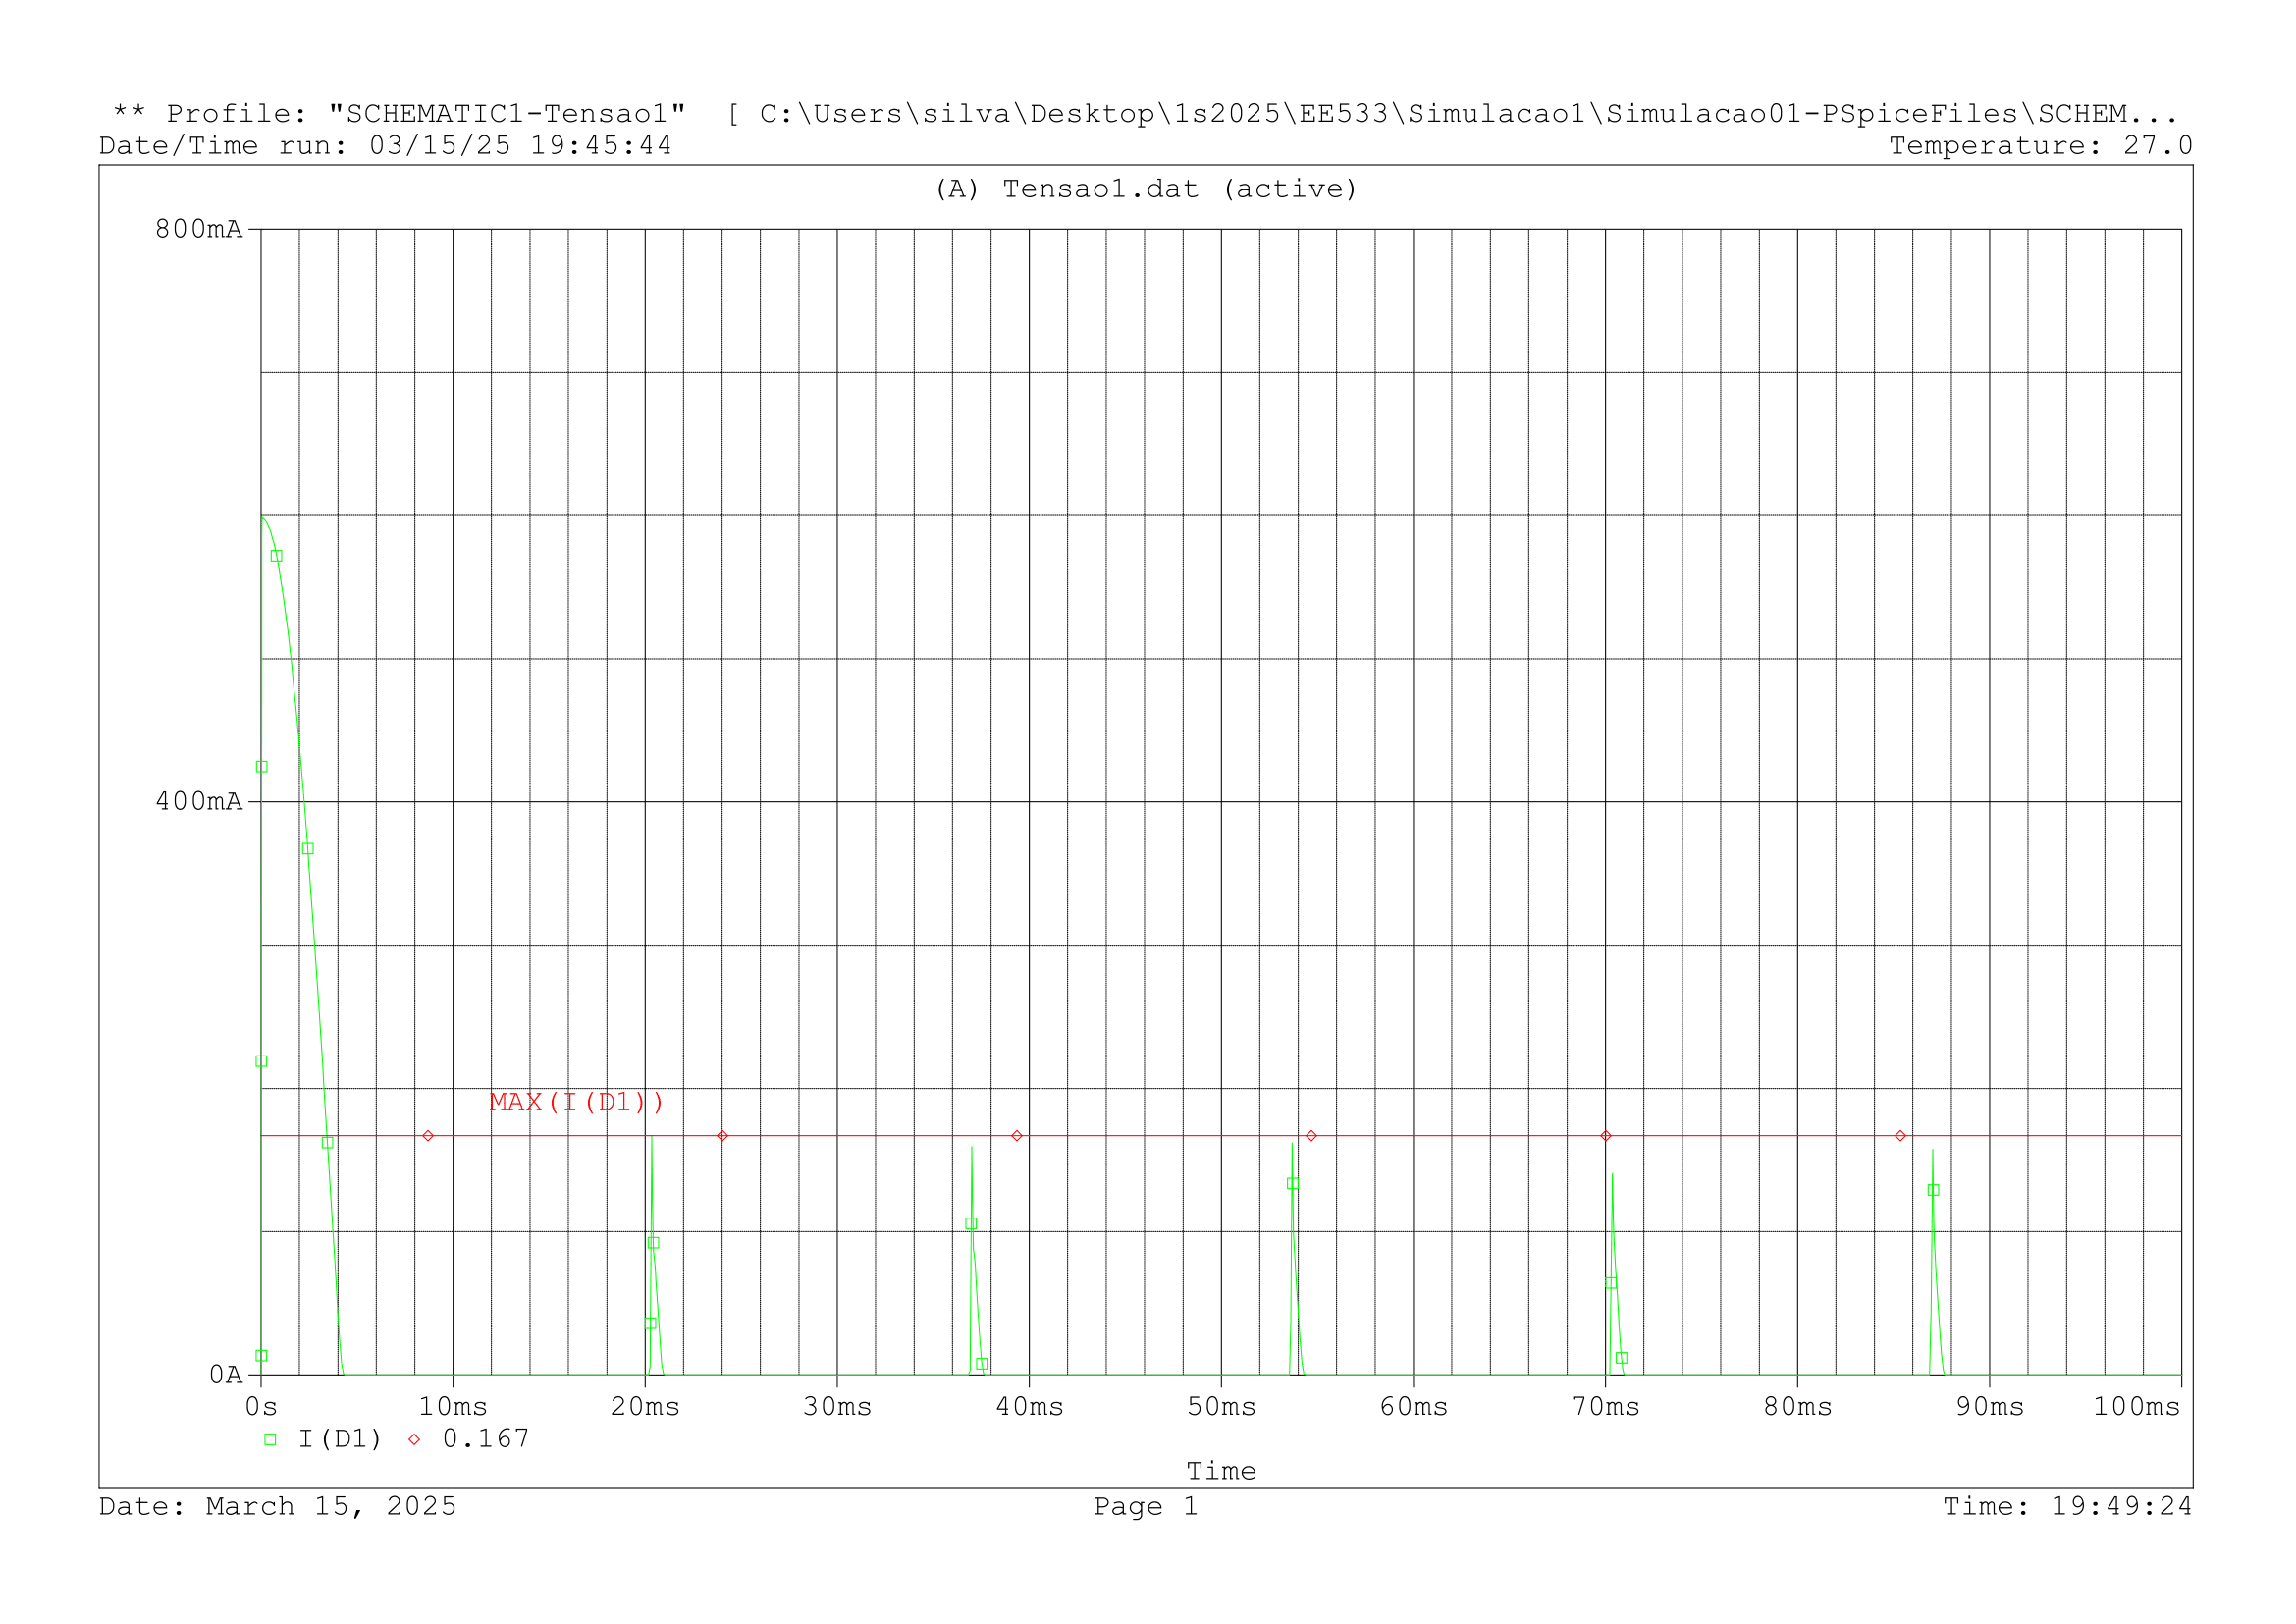 ** Profile: "SCHEMATIC1-Tensao1"  [ C:\Users\silva\Desktop\1s2025\EE533\Simulacao1\Simulacao01-PSpiceFiles\SCHEM...
Date/Time run: 03/15/25 19:45:44 Temperature: 27.0
(A) Tensao1.dat (active)
800mA
400mA
MAX(I(D1))
0A
0s 10ms 20ms 30ms 40ms 50ms 60ms 70ms 80ms 90ms 100ms
I(D1) 0.167
Time
Date: March 15, 2025 Page 1 Time: 19:49:24